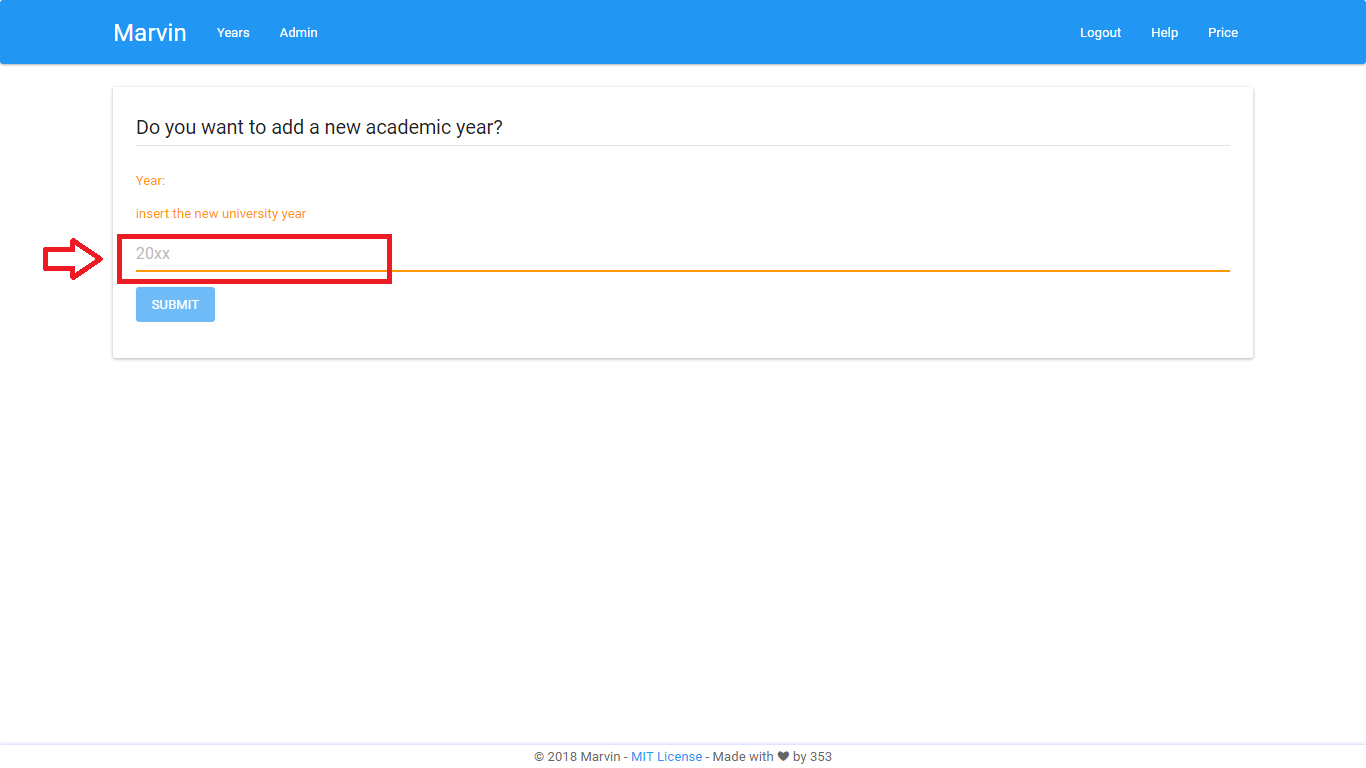 Marvin Years Admin Logout Help Price
Do you want to add a new academic year?
Year:
insert the new university year
20xx
SUBMIT
© 2018 Marvin - MIT License - Made with ♥ by 353